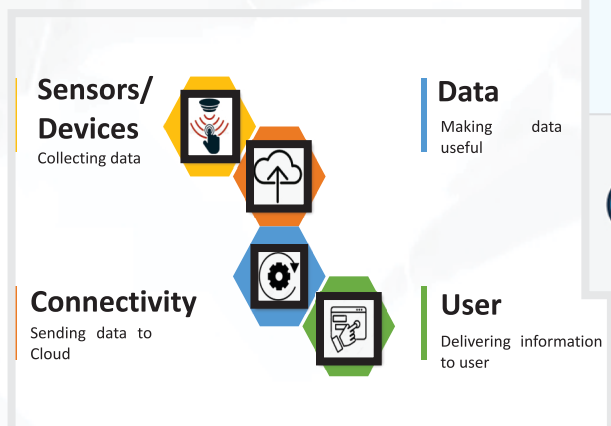 Sensors/
Devices
Collecting data
Connectivity
Sending data to
Cloud
Data
Making data
useful
User
Delivering information
to user